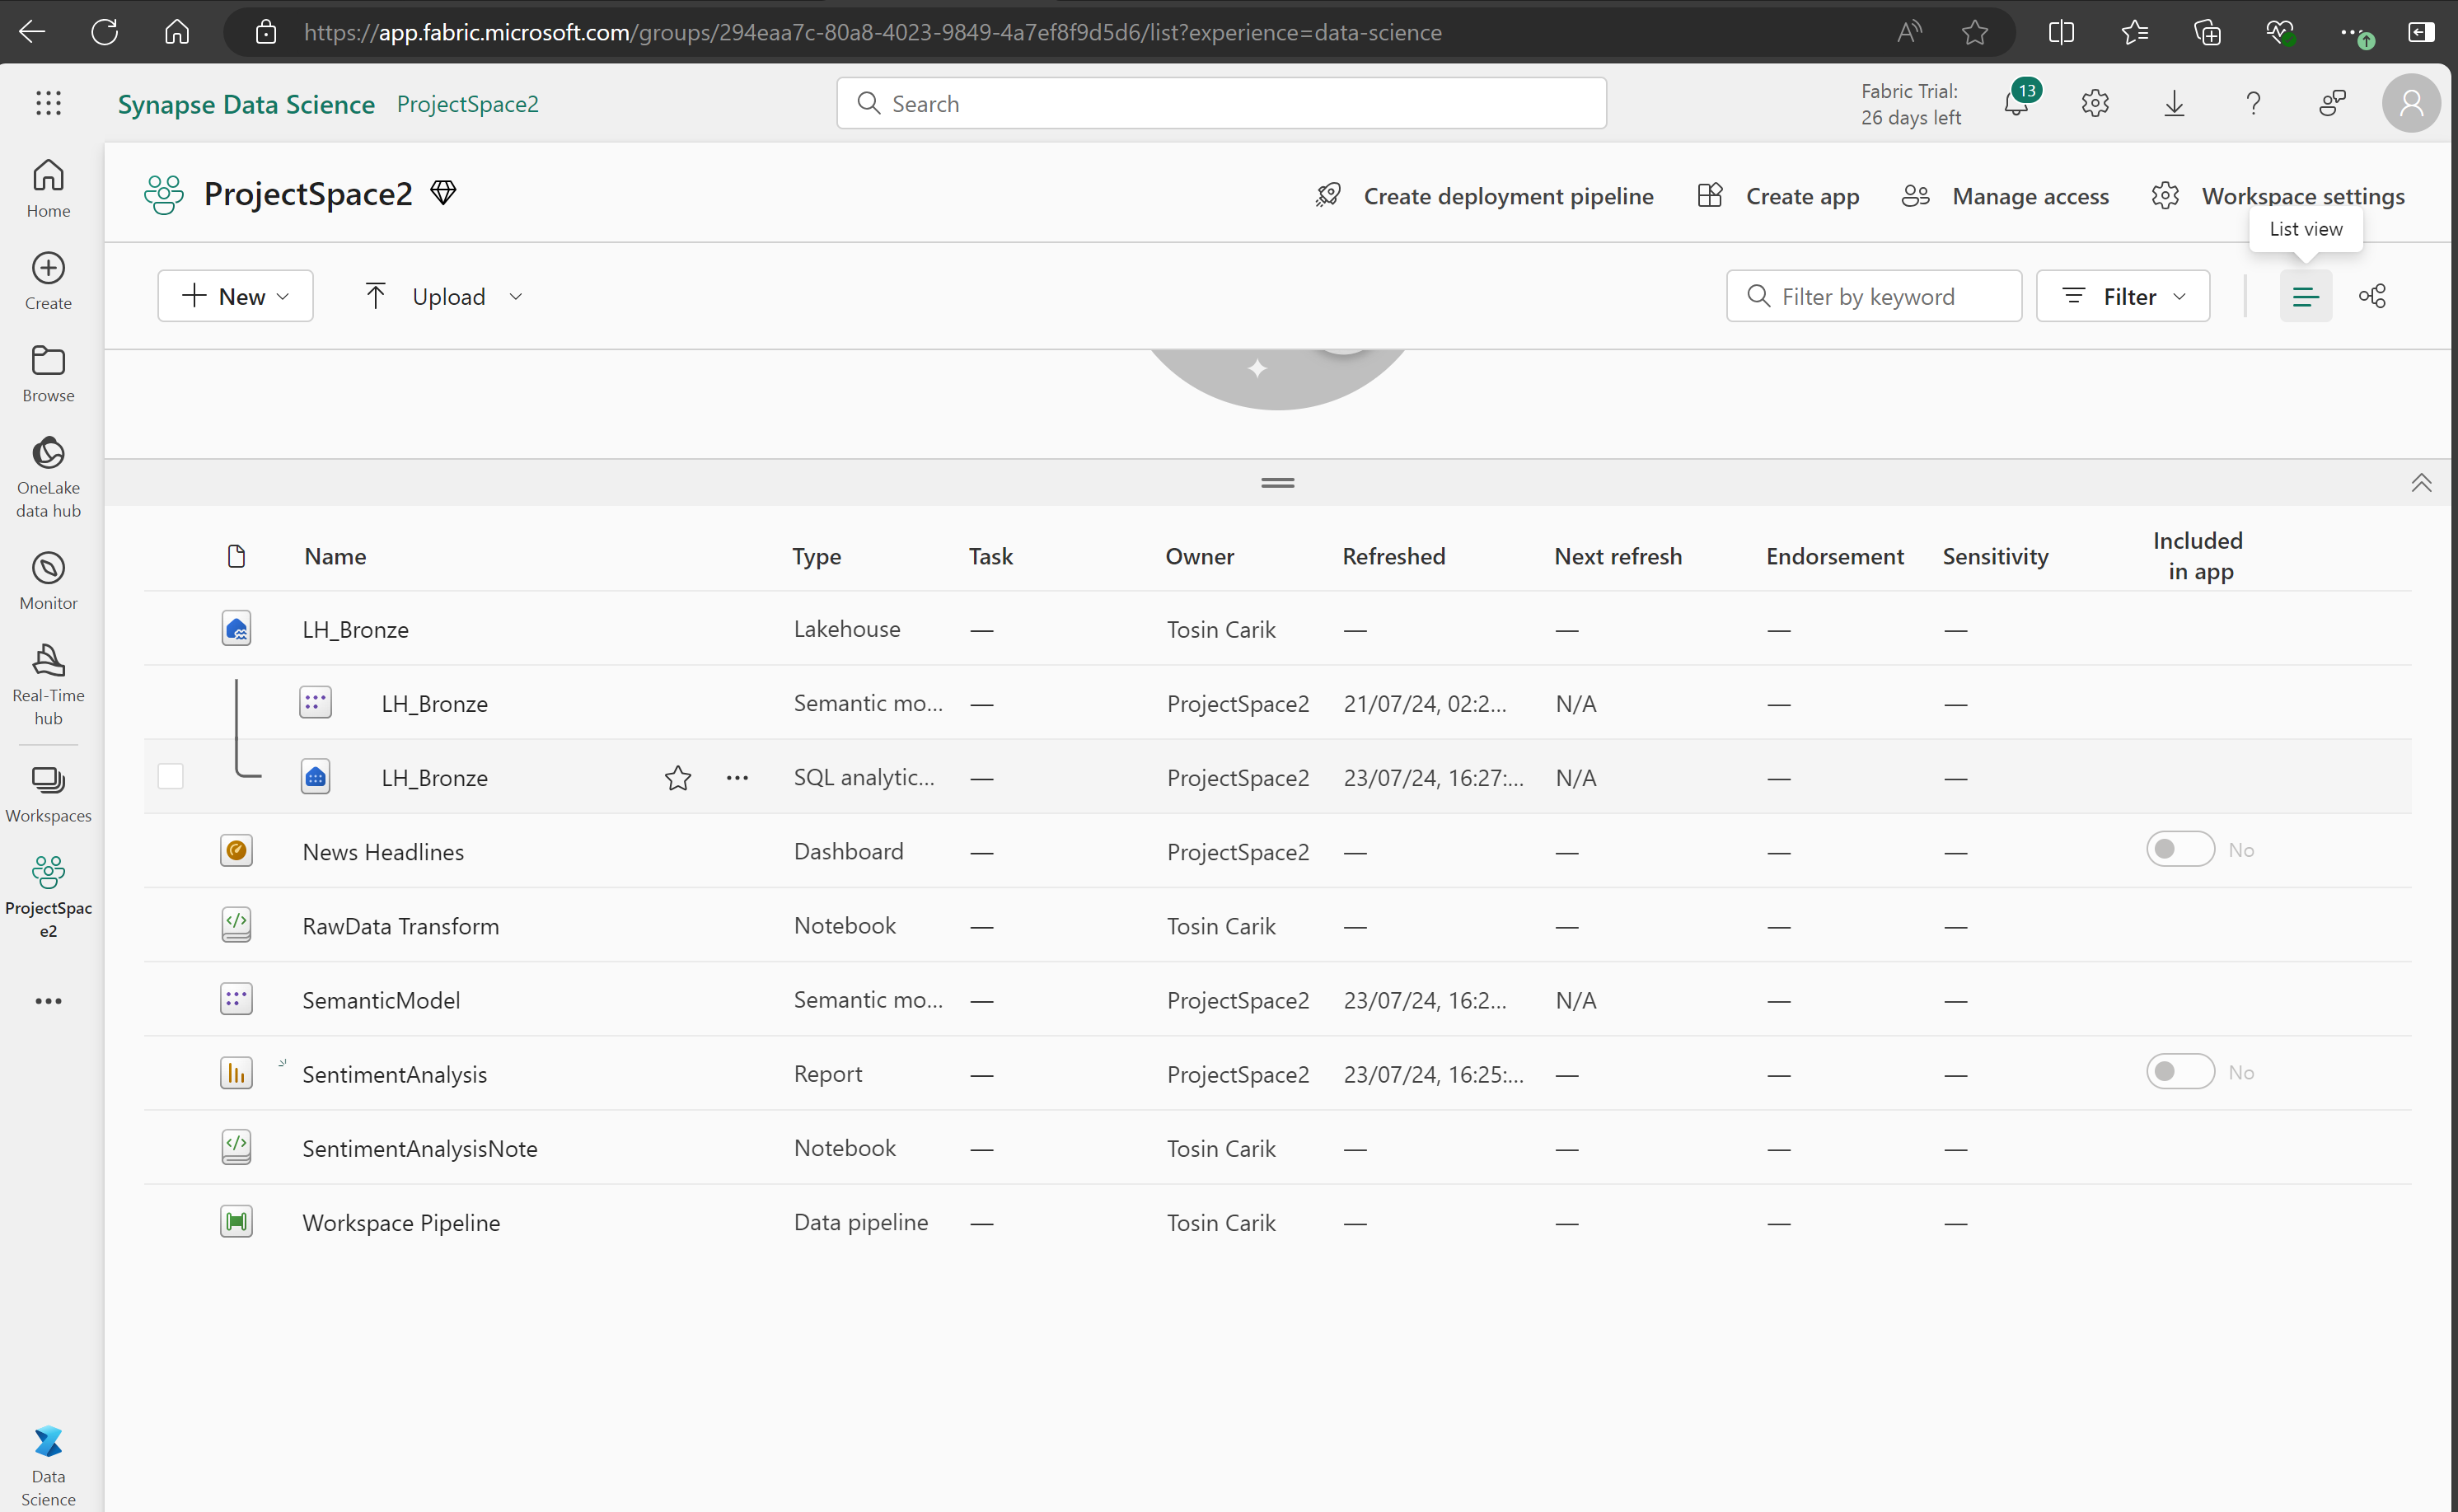 https://app.fabric.microsoft.com/groups/294eaa7c-80a8-4023-9849-4a7ef8f9d5d6/list?experience=data-science
Synapse Data Science ProjectSpace2
Search
Fabric Trial:
26 days left
13
Home
Create
Browse
OneLake
data hub
Monitor
Real-Time
hub
Workspaces
ProjectSpac
e2
Data
Science
ProjectSpace2
Create deployment pipeline Create app Manage access Workspace settings
List view
New Upload Filter by keyword Filter
Name Type Task Owner Refreshed Next refresh Endorsement Sensitivity Included
in app
LH_Bronze Lakehouse — Tosin Carik — — — —
LH_Bronze Semantic mo... — ProjectSpace2 21/07/24, 02:2... N/A — —
LH_Bronze SQL analytic... — ProjectSpace2 23/07/24, 16:27:... N/A — —
News Headlines Dashboard — ProjectSpace2 — — — — No
RawData Transform Notebook — Tosin Carik — — — —
SemanticModel Semantic mo... — ProjectSpace2 23/07/24, 16:2... N/A — —
SentimentAnalysis Report — ProjectSpace2 23/07/24, 16:25:... — — — No
SentimentAnalysisNote Notebook — Tosin Carik — — — —
Workspace Pipeline Data pipeline — Tosin Carik — — — —